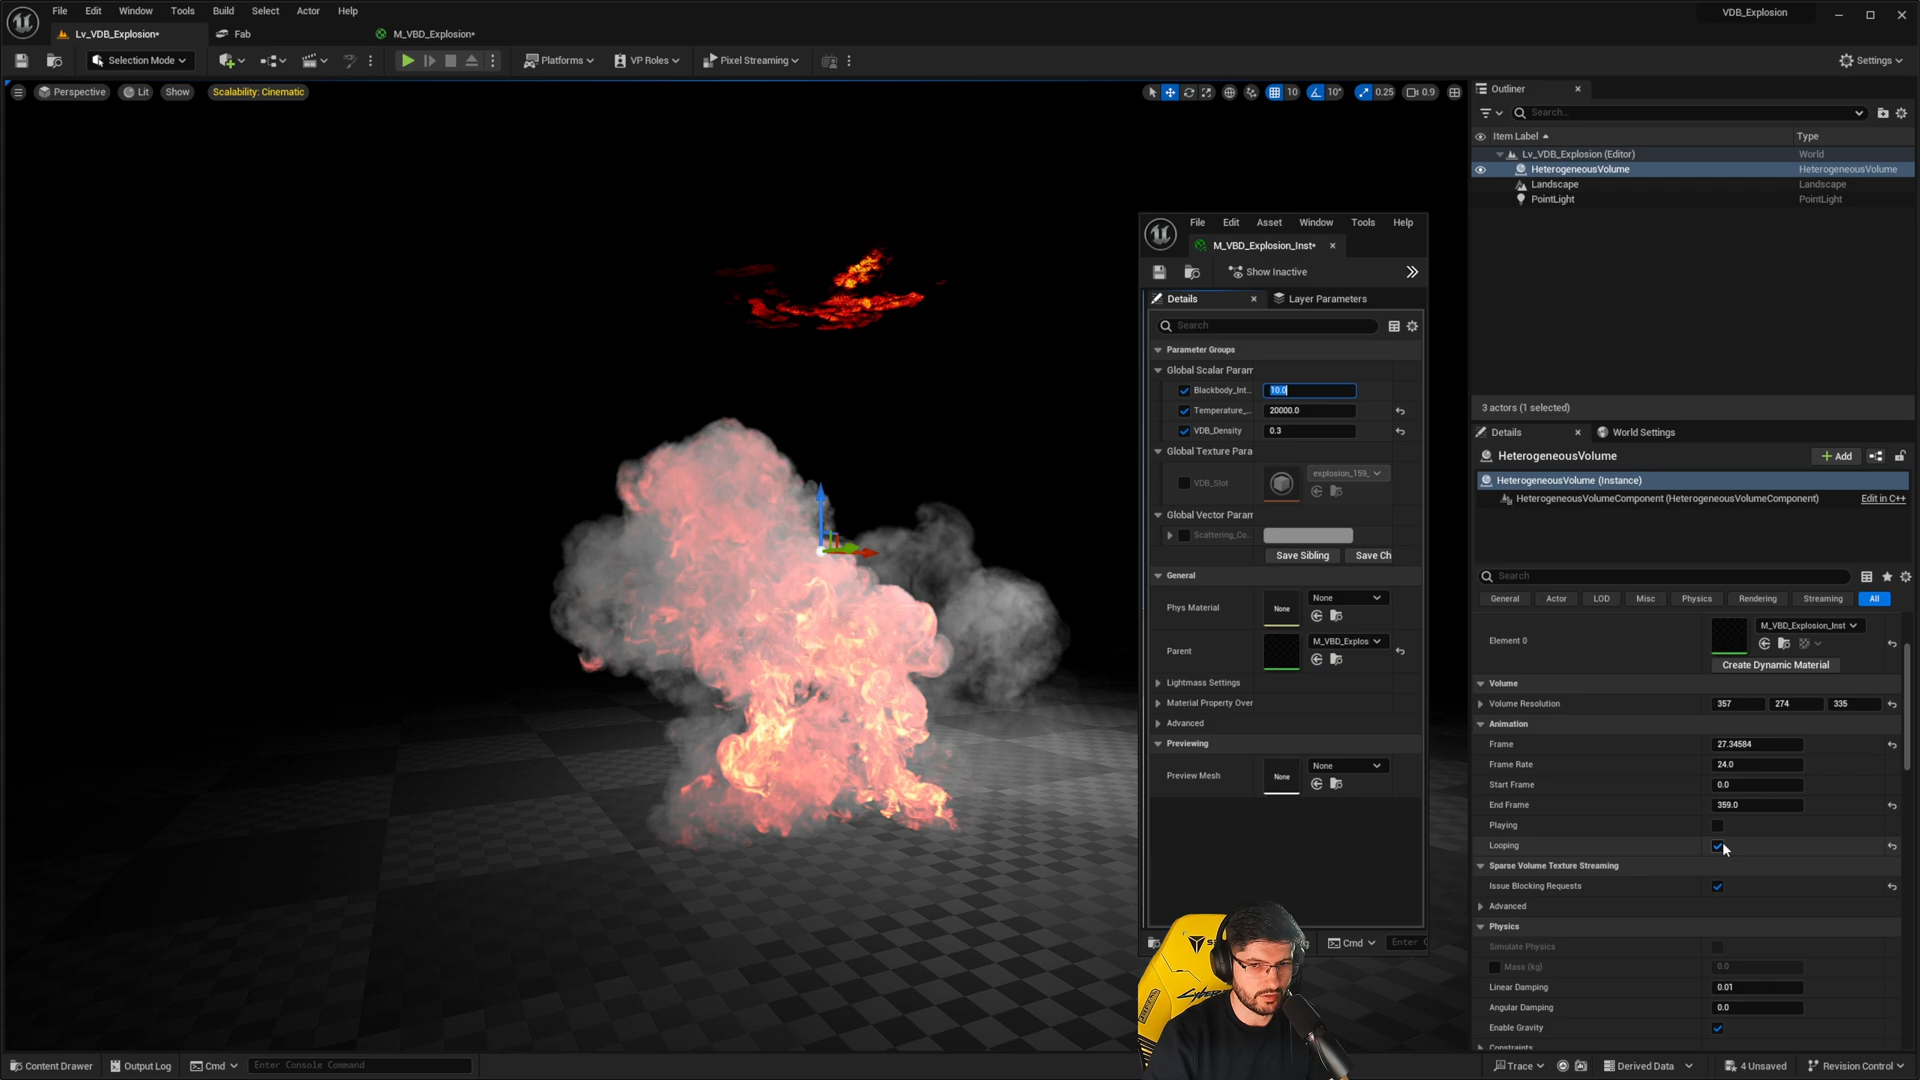 File Edit Window Tools Build Select Actor Help
VDB_Explosion
Lv_VDB_Explosion*
Fab
M_VBD_Explosion*
Selection Mode
Platforms
VP Roles
Pixel Streaming
Settings
Perspective
Lit
Show
Scalability: Cinematic
10
10°
0.25
0.9
Outliner
Search...
Item Label
Type
Lv_VDB_Explosion (Editor)
World
HeterogeneousVolume
HeterogeneousVolume
Landscape
Landscape
PointLight
PointLight
3 actors (1 selected)
File Edit Asset Window Tools Help
M_VBD_Explosion_Inst*
Show Inactive
Details
Layer Parameters
Search
Parameter Groups
Global Scalar Param
Blackbody_Int...
10.0
Temperature_...
20000.0
VDB_Density
0.3
Global Texture Para
VDB_Slot
explosion_159_
Global Vector Param
Scattering_Co...
Save Sibling
Save Ch
General
Phys Material
None
None
Parent
M_VBD_Explos
Lightmass Settings
Material Property Over
Advanced
Previewing
Preview Mesh
None
None
Cmd
Enter C
Details
World Settings
HeterogeneousVolume
Add
HeterogeneousVolume (Instance)
HeterogeneousVolumeComponent (HeterogeneousVolumeComponent)
Edit in C++
Search
General
Actor
LOD
Misc
Physics
Rendering
Streaming
All
Element 0
M_VBD_Explosion_Inst
Create Dynamic Material
Volume
Volume Resolution
357
274
335
Animation
Frame
27.34584
Frame Rate
24.0
Start Frame
0.0
End Frame
359.0
Playing
Looping
Sparse Volume Texture Streaming
Issue Blocking Requests
Advanced
Physics
Simulate Physics
Mass (kg)
0.0
Linear Damping
0.01
Angular Damping
0.0
Enable Gravity
Constraints
Content Drawer
Output Log
Cmd
Enter Console Command
Trace
Derived Data
4 Unsaved
Revision Control